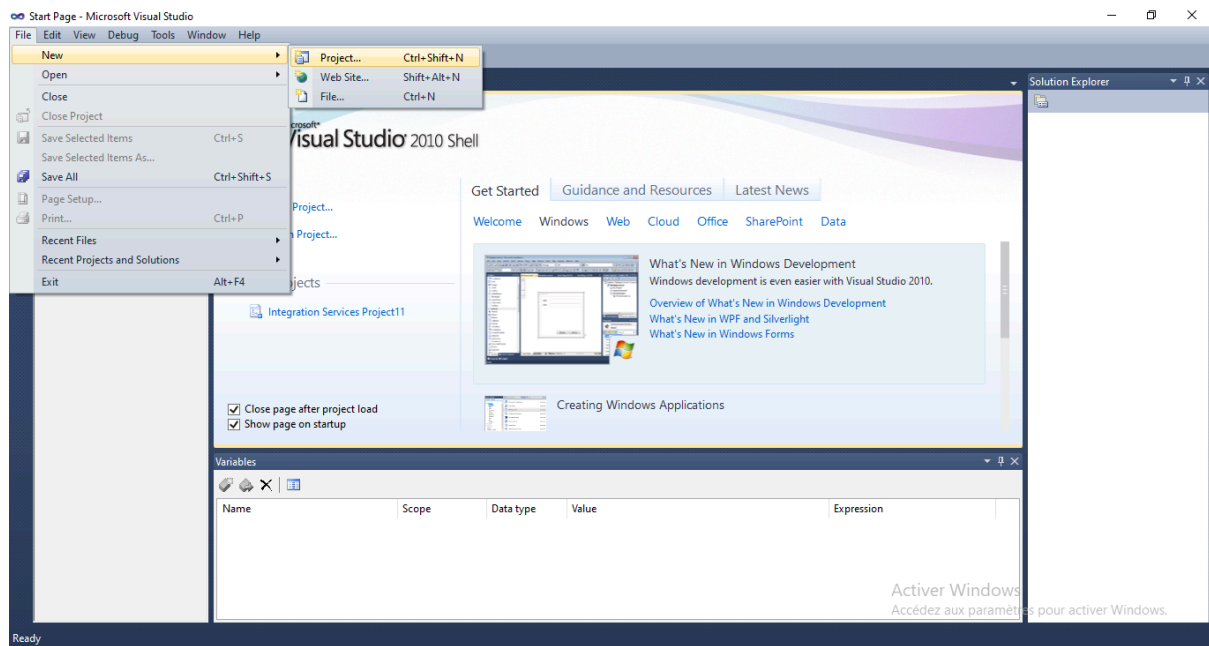 Start Page - Microsoft Visual Studio
File Edit View Debug Tools Window Help
New
Project... Ctrl+Shift+N
Open
Web Site... Shift+Alt+N
Close
File... Ctrl+N
Close Project
Save Selected Items Ctrl+S
Save Selected Items As...
Save All Ctrl+Shift+S
Page Setup...
Print... Ctrl+P
Recent Files
Recent Projects and Solutions
Exit Alt+F4
Solution Explorer
crosoft
isual Studio 2010 Shell
Project...
Project...
jects
Integration Services Project11
Get Started Guidance and Resources Latest News
Welcome Windows Web Cloud Office SharePoint Data
What's New in Windows Development
Windows development is even easier with Visual Studio 2010.
Overview of What's New in Windows Development
What's New in WPF and Silverlight
What's New in Windows Forms
Creating Windows Applications
Close page after project load
Show page on startup
Variables
Name Scope Data type Value Expression
Activer Windows
Accédez aux paramètres pour activer Windows.
Ready